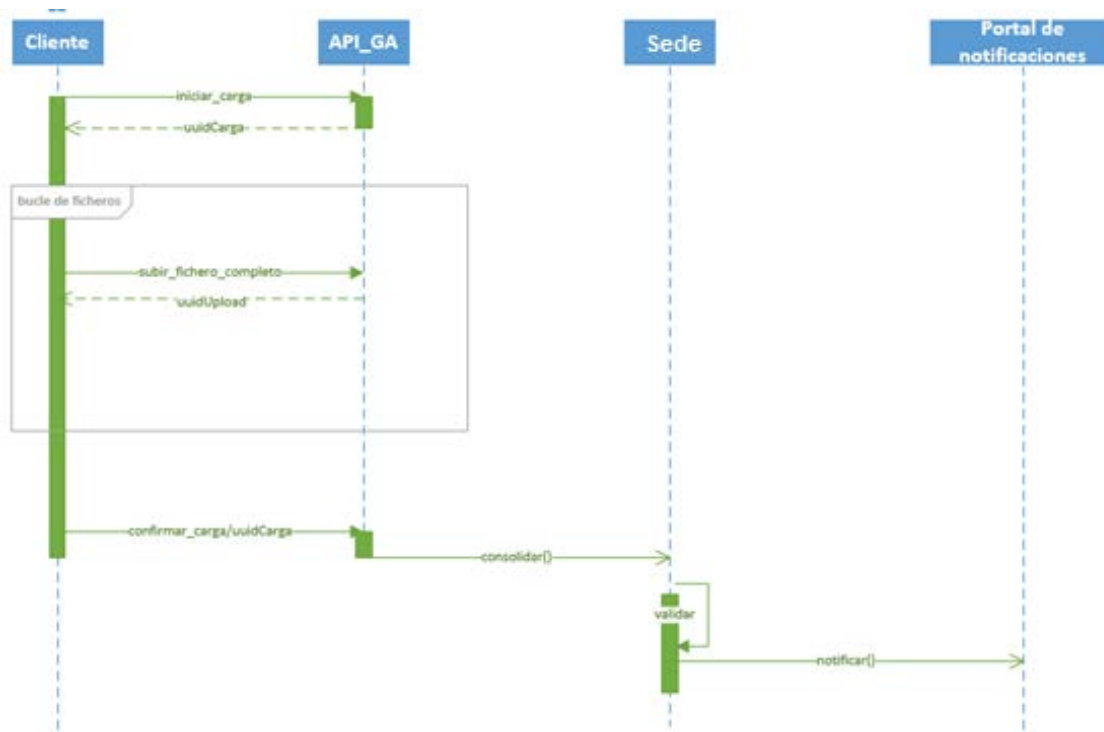 Cliente
API_GA
Sede
Portal de
notificaciones
iniciar_carga
uuidCarga
bucle de ficheros
subir_fichero_completo
uuidUpload
confirmar_carga/uuidCarga
consolidar()
validar
notificar()